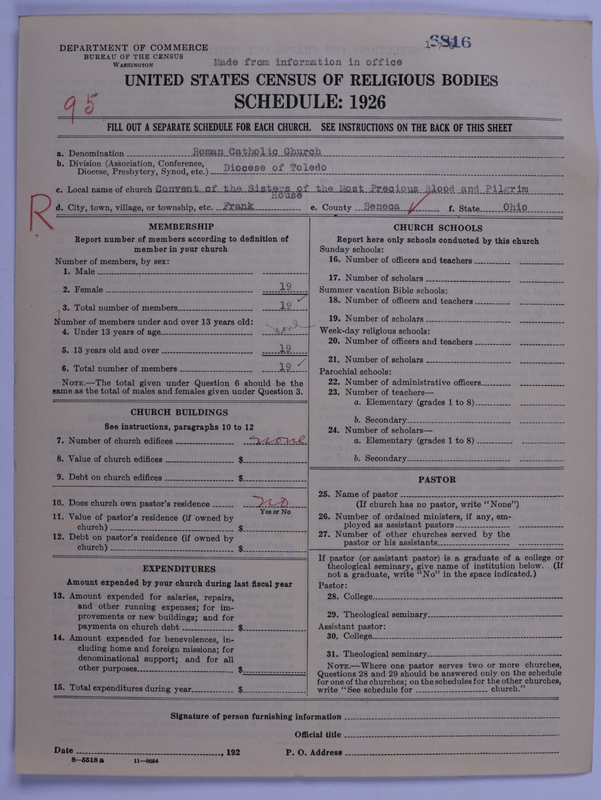 DEPARTMENT OF COMMERCE
BUREAU OF THE CENSUS
WASHINGTON
S816
Made from information in office
UNITED STATES CENSUS OF RELIGIOUS BODIES
SCHEDULE: 1926
95
FILL OUT A SEPARATE SCHEDULE FOR EACH CHURCH. SEE INSTRUCTIONS ON THE BACK OF THIS SHEET
a. Denomination Roman Catholic Church
b. Division (Association, Conference, Diocese, Presbytery, Synod, etc.) Diocese of Toledo
c. Local name of church Convent of the Sisters of the Most Precious Blood and Pilgrim House
R
d. City, town, village, or township, etc. Frank e. County Seneca f. State Ohio
MEMBERSHIP
Report number of members according to definition of member in your church
Number of members, by sex:
1. Male
2. Female 19
3. Total number of members 19
Number of members under and over 13 years old:
4. Under 13 years of age
5. 13 years old and over 19
6. Total number of members 19
NOTE.—The total given under Question 6 should be the same as the total of males and females given under Question 3.
CHURCH BUILDINGS
See instructions, paragraphs 10 to 12
7. Number of church edifices none
8. Value of church edifices $
9. Debt on church edifices $
10. Does church own pastor's residence no
Yes or No
11. Value of pastor's residence (if owned by church) $
12. Debt on pastor's residence (if owned by church) $
EXPENDITURES
Amount expended by your church during last fiscal year
13. Amount expended for salaries, repairs, and other running expenses; for improvements or new buildings; and for payments on church debt $
14. Amount expended for benevolences, including home and foreign missions; for denominational support; and for all other purposes $
15. Total expenditures during year $
CHURCH SCHOOLS
Report here only schools conducted by this church
Sunday schools:
16. Number of officers and teachers
17. Number of scholars
Summer vacation Bible schools:
18. Number of officers and teachers
19. Number of scholars
Week-day religious schools:
20. Number of officers and teachers
21. Number of scholars
Parochial schools:
22. Number of administrative officers
23. Number of teachers—
a. Elementary (grades 1 to 8)
b. Secondary
24. Number of scholars—
a. Elementary (grades 1 to 8)
b. Secondary
PASTOR
25. Name of pastor
(If church has no pastor, write "None")
26. Number of ordained ministers, if any, employed as assistant pastors
27. Number of other churches served by the pastor or his assistants
If pastor (or assistant pastor) is a graduate of a college or theological seminary, give name of institution below. (If not a graduate, write "No" in the space indicated.)
Pastor:
28. College
29. Theological seminary
Assistant pastor:
30. College
31. Theological seminary
NOTE.—Where one pastor serves two or more churches, Questions 28 and 29 should be answered only on the schedule for one of the churches; on the schedules for the other churches, write "See schedule for church."
Signature of person furnishing information
Official title
Date , 192 P. O. Address
8—5518 a 11—9024